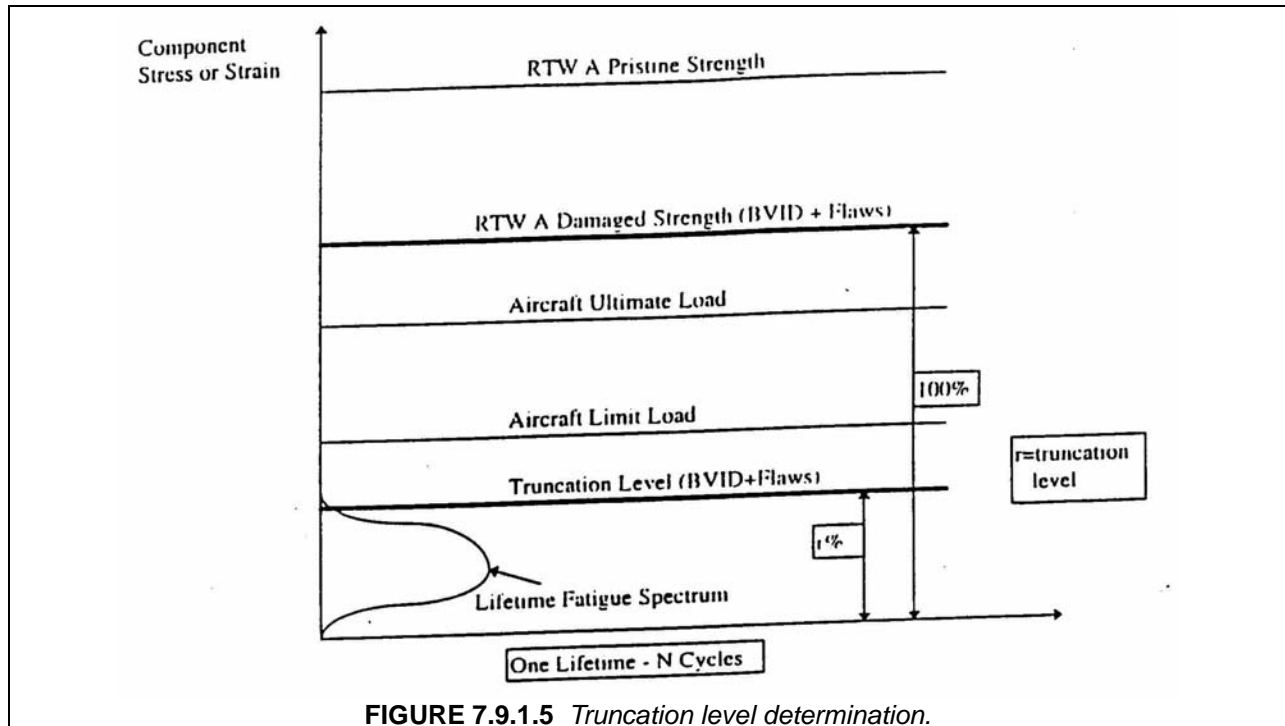 Component
Stress or Strain
RTW A Pristine Strength
RTW A Damaged Strength (BVID + Flaws)
Aircraft Ultimate Load
100%
Aircraft Limit Load
r=truncation
level
Truncation Level (BVID+Flaws)
r%
Lifetime Fatigue Spectrum
One Lifetime - N Cycles
FIGURE 7.9.1.5 Truncation level determination.